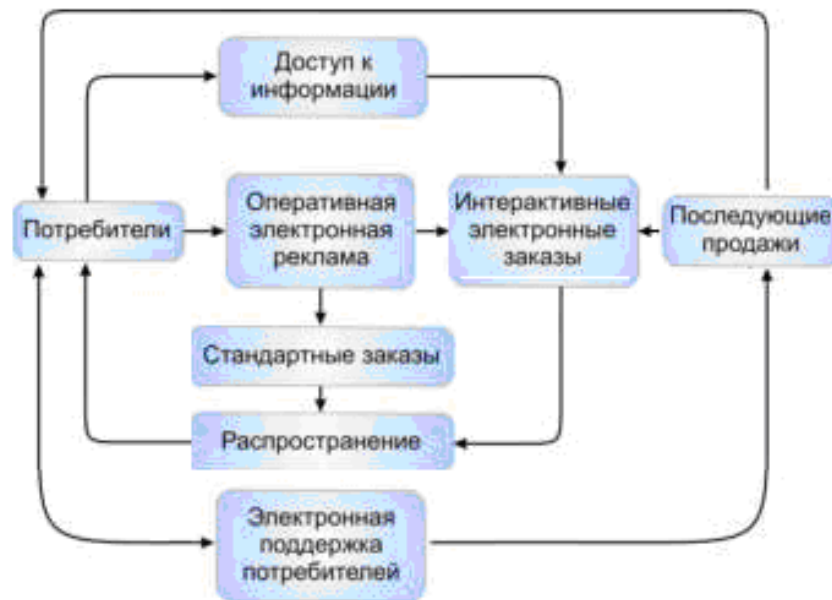 Доступ к
информации
Потребители
Оперативная
электронная
реклама
Интерактивные
электронные
заказы
Последующие
продажи
Стандартные заказы
Распространение
Электронная
поддержка
потребителей